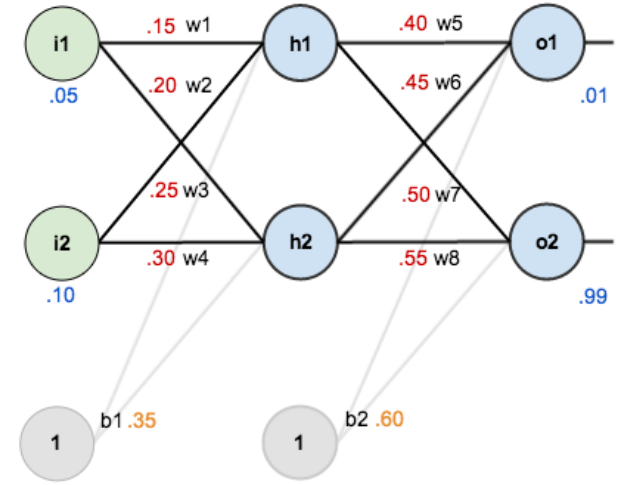 .15 w1
.40 w5
i1
h1
o1
.05
.20 w2
.45 w6
.01
.25 w3
.50 w7
i2
h2
o2
.30 w4
.55 w8
.10
.99
b1 .35
b2 .60
1
1